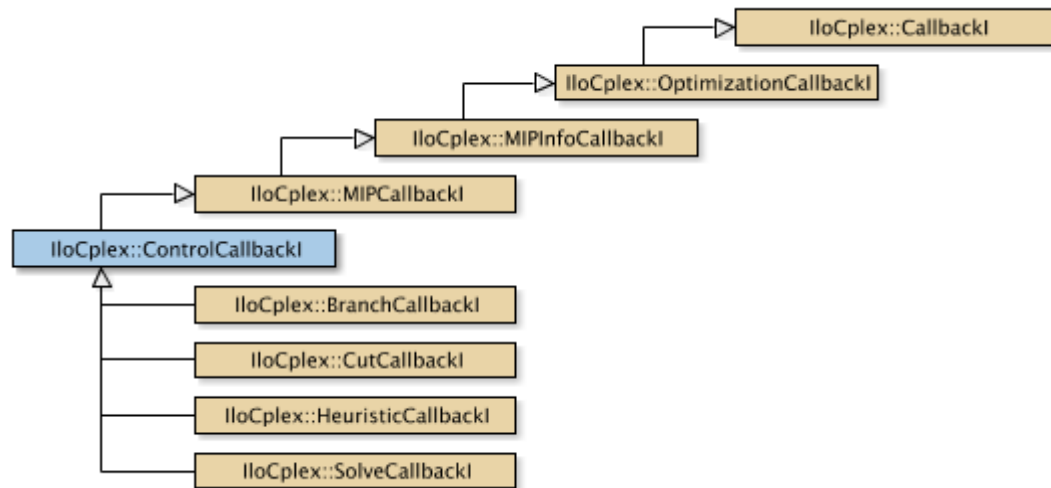 IloCplex::CallbackI
IloCplex::OptimizationCallbackI
IloCplex::MIPInfoCallbackI
IloCplex::MIPCallbackI
IloCplex::ControlCallbackI
IloCplex::BranchCallbackI
IloCplex::CutCallbackI
IloCplex::HeuristicCallbackI
IloCplex::SolveCallbackI